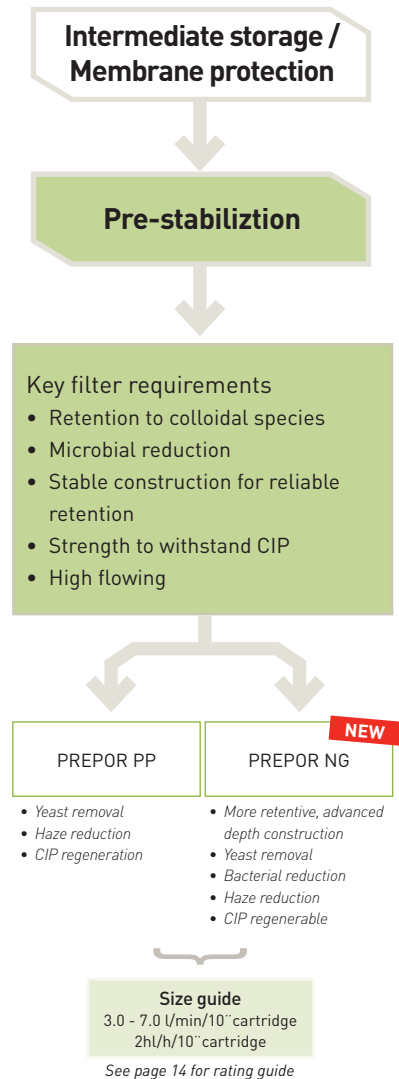 Intermediate storage /
Membrane protection
Pre-stabiliztion
Key filter requirements
• Retention to colloidal species
• Microbial reduction
• Stable construction for reliable
retention
• Strength to withstand CIP
• High flowing
PREPOR PP
• Yeast removal
• Haze reduction
• CIP regeneration
NEW
PREPOR NG
• More retentive, advanced
depth construction
• Yeast removal
• Bacterial reduction
• Haze reduction
• CIP regenerable
Size guide
3.0 - 7.0 l/min/10¨cartridge
2hl/h/10¨cartridge
See page 14 for rating guide